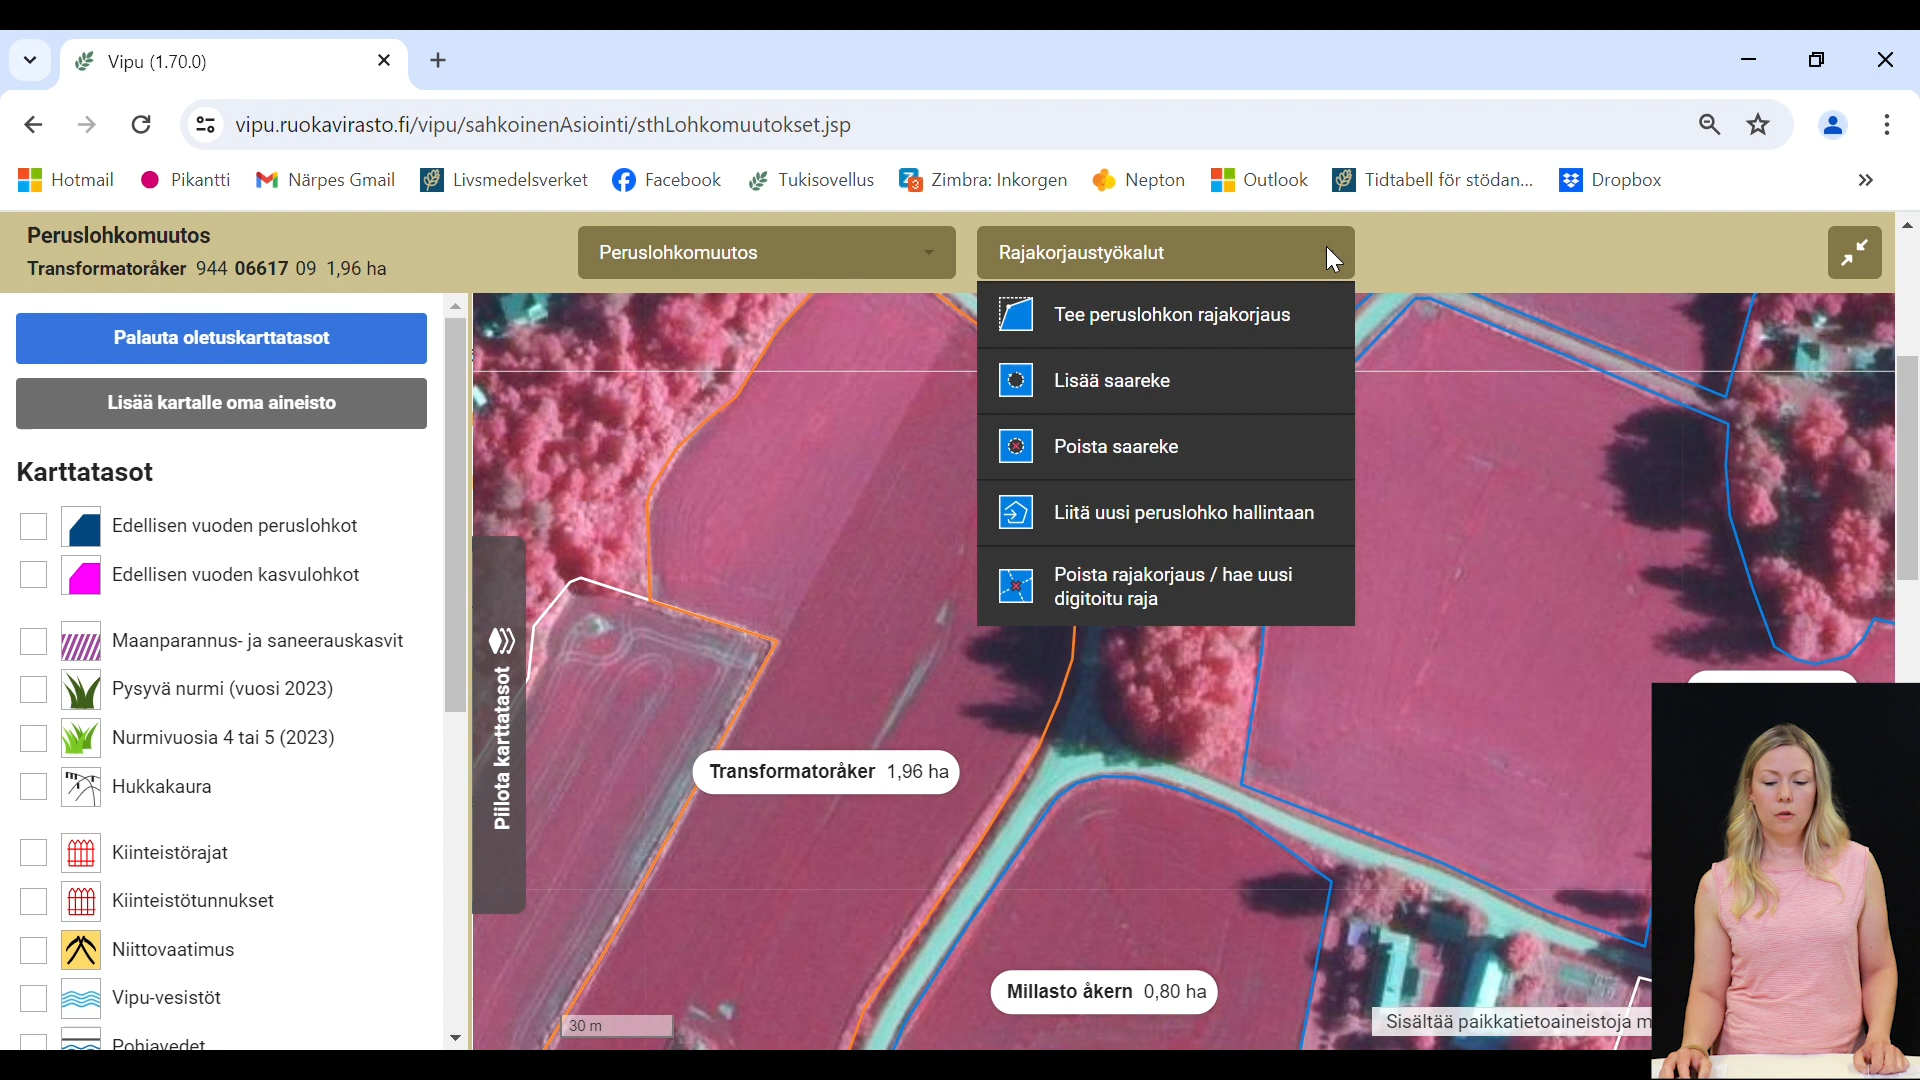 Vipu (1.70.0)
vipu.ruokavirasto.fi/vipu/sahkoinenAsiointi/sthLohkomuutokset.jsp
Hotmail
Pikantti
Närpes Gmail
Livsmedelsverket
Facebook
Tukisovellus
Zimbra: Inkorgen
Nepton
Outlook
Tidtabell för stödan...
Dropbox
Peruslohkomuutos
Transformatoråker 944 06617 09 1,96 ha
Peruslohkomuutos
Rajakorjaustyökalut
Tee peruslohkon rajakorjaus
Lisää saareke
Poista saareke
Liitä uusi peruslohko hallintaan
Poista rajakorjaus / hae uusi
digitoitu raja
Palauta oletuskarttatasot
Lisää kartalle oma aineisto
Karttatasot
Edellisen vuoden peruslohkot
Edellisen vuoden kasvulohkot
Maanparannus- ja saneerauskasvit
Pysyvä nurmi (vuosi 2023)
Nurmivuosia 4 tai 5 (2023)
Hukkakaura
Kiinteistörajat
Kiinteistötunnukset
Niittovaatimus
Vipu-vesistöt
Pohjavedet
Piilota karttatasot
Transformatoråker 1,96 ha
Millasto åkern 0,80 ha
30 m
Sisältää paikkatietoaineistoja m